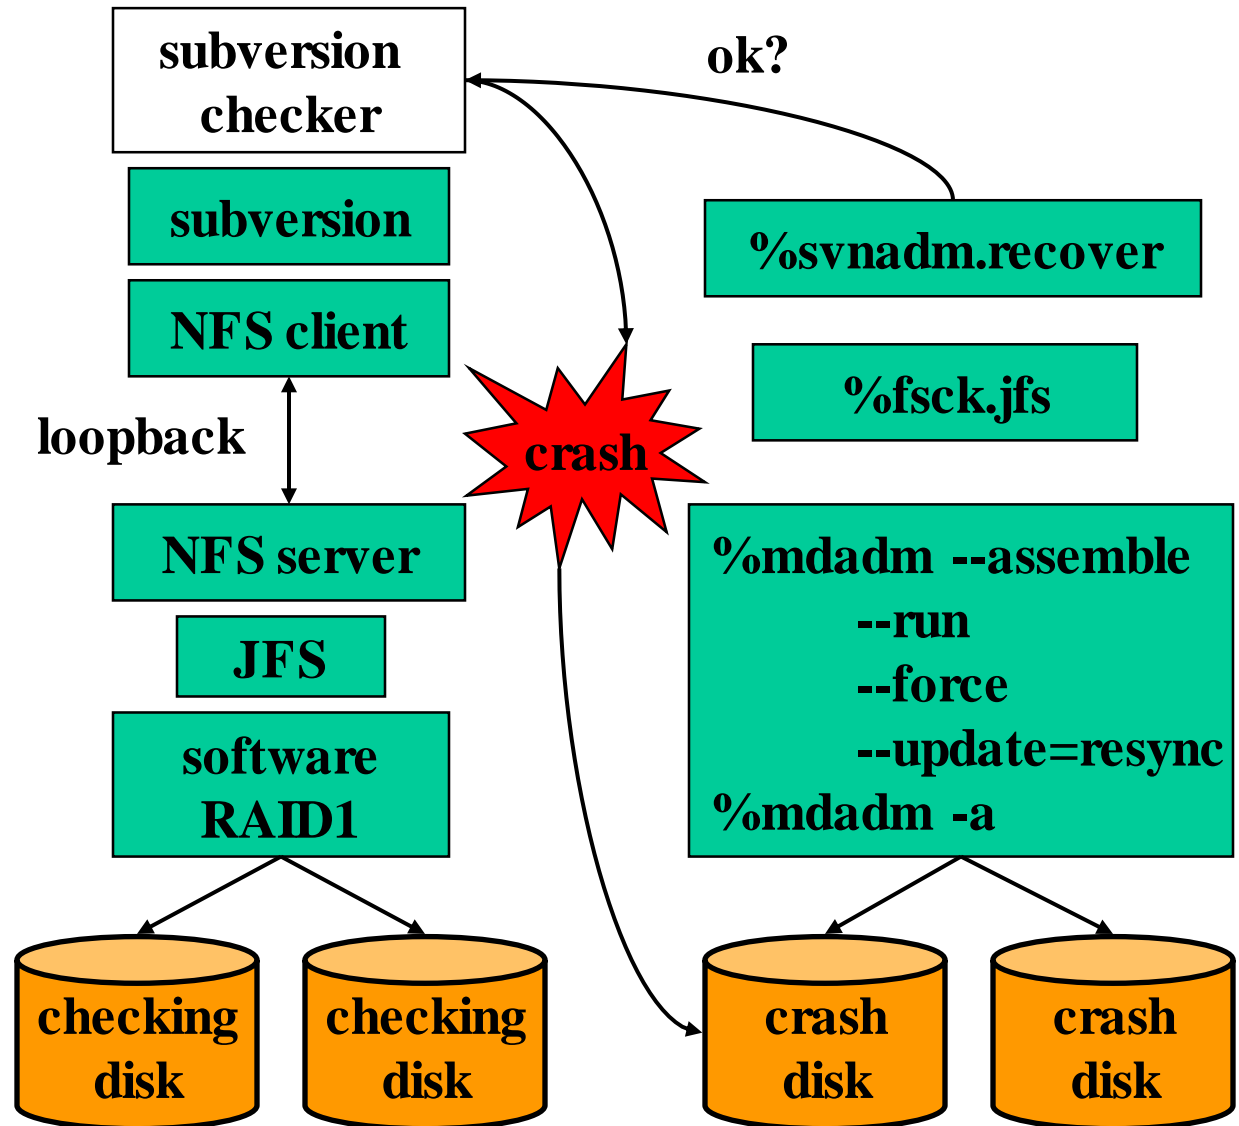 subversion
checker
ok?
subversion
%svnadm.recover
NFS client
%fsck.jfs
loopback
crash
NFS server
%mdadm --assemble
--run
--force
--update=resync
%mdadm -a
JFS
software
RAID1
checking
disk
checking
disk
crash
disk
crash
disk